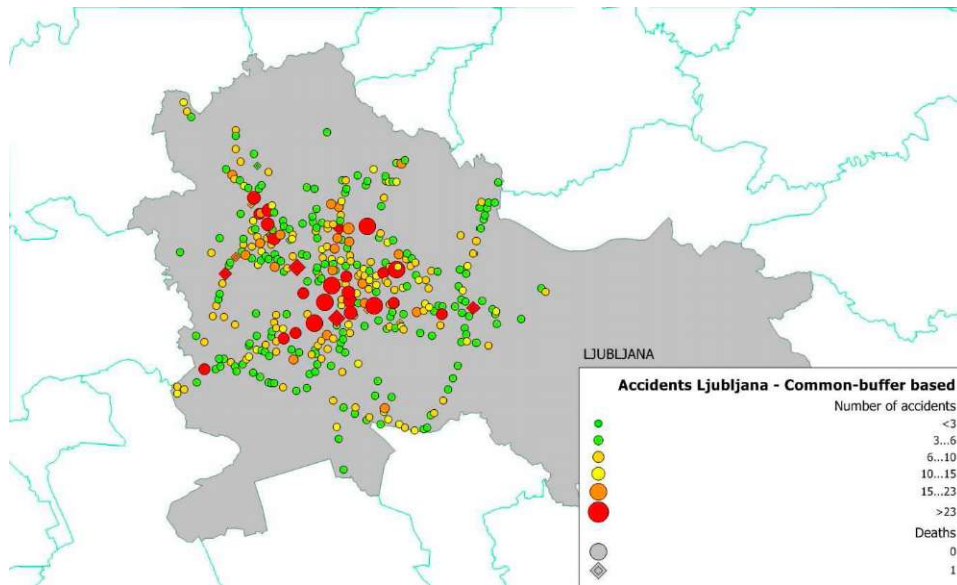 LJUBLJANA
Accidents Ljubljana - Common-buffer based
Number of accidents
<3
3...6
6...10
10...15
15...23
>23
Deaths
0
1